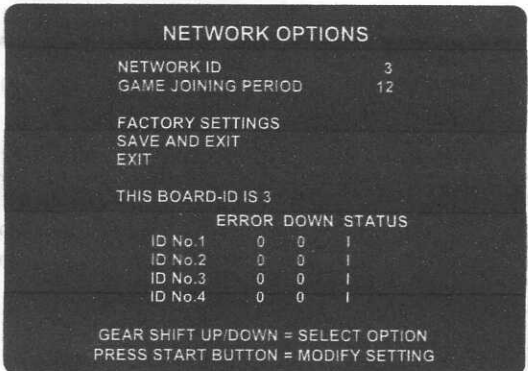 NETWORK OPTIONS
NETWORK ID 3
GAME JOINING PERIOD 12
FACTORY SETTINGS
SAVE AND EXIT
EXIT
THIS BOARD-ID IS 3
ERROR DOWN STATUS
ID No.1 0 0 I
ID No.2 0 0 I
ID No.3 0 0 I
ID No.4 0 0 I
GEAR SHIFT UP/DOWN = SELECT OPTION
PRESS START BUTTON = MODIFY SETTING